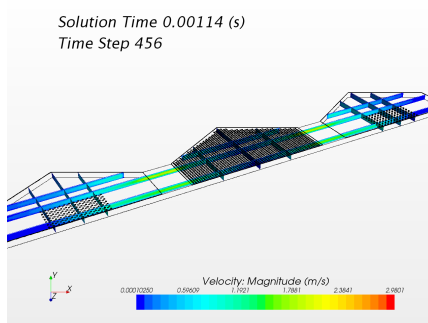 Solution Time 0.00114 (s)
Time Step 456
Y
X
Z
Velocity: Magnitude (m/s)
0.00010250 0.59609 1.1921 1.7881 2.3841 2.9801